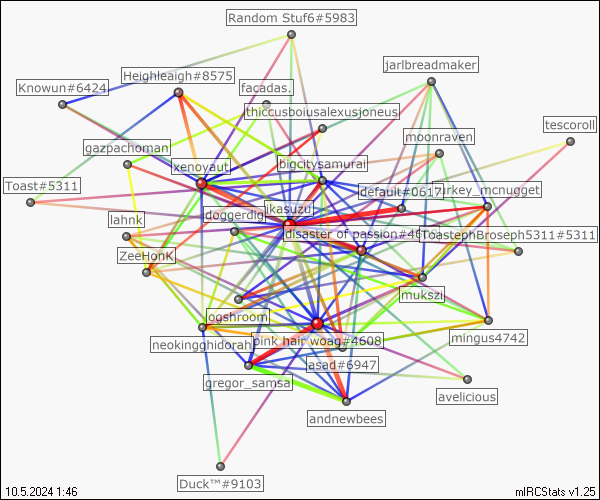 Random Stuf6#5983
jarlbreadmaker
Heighleaigh#8575
Knowun#6424
facadas.
thiccusboiusalexusjoneus
tescoroll
moonraven
gazpachoman
bigcitysamurai
xenoyaut
Toast#5311
default#0617
turkey_mcnugget
ikasuzu
doggerdig
lahnk
disaster of passion#46
ToastephBroseph5311#5311
ZeeHonK
mukszi
ogshroom
mingus4742
neokingghidorah
pink hair woag#4608
asad#6947
gregor_samsa
avelicious
andnewbees
Duck™#9103
10.5.2024 1:46
mIRCStats v1.25